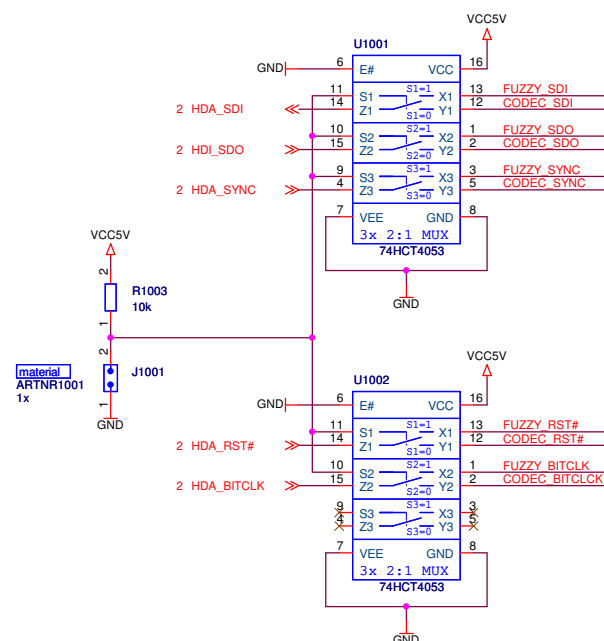 VCC5V
U1001
GND 6 E# VCC 16
11 S1 S1=1 X1 13 FUZZY_SDI
2 HDA_SDI 14 Z1 S1=0 Y1 12 CODEC_SDI
10 S2 S2=1 X2 1 FUZZY_SDO
2 HDI_SDO 15 Z2 S2=0 Y2 2 CODEC_SDO
9 S3 S3=1 X3 3 FUZZY_SYNC
2 HDA_SYNC 4 Z3 S3=0 Y3 5 CODEC_SYNC
7 VEE GND 8
3x 2:1 MUX
74HCT4053
GND
VCC5V
2
R1003
10k
1
2
material
ARTNR1001
1x
J1001
1
GND
VCC5V
U1002
GND 6 E# VCC 16
11 S1 S1=1 X1 13 FUZZY_RST#
2 HDA_RST# 14 Z1 S1=0 Y1 12 CODEC_RST#
10 S2 S2=1 X2 1 FUZZY_BITCLK
2 HDA_BITCLK 15 Z2 S2=0 Y2 2 CODEC_BITCLCK
9 S3 S3=1 X3 3
4 Z3 S3=0 Y3 5
7 VEE GND 8
3x 2:1 MUX
74HCT4053
GND